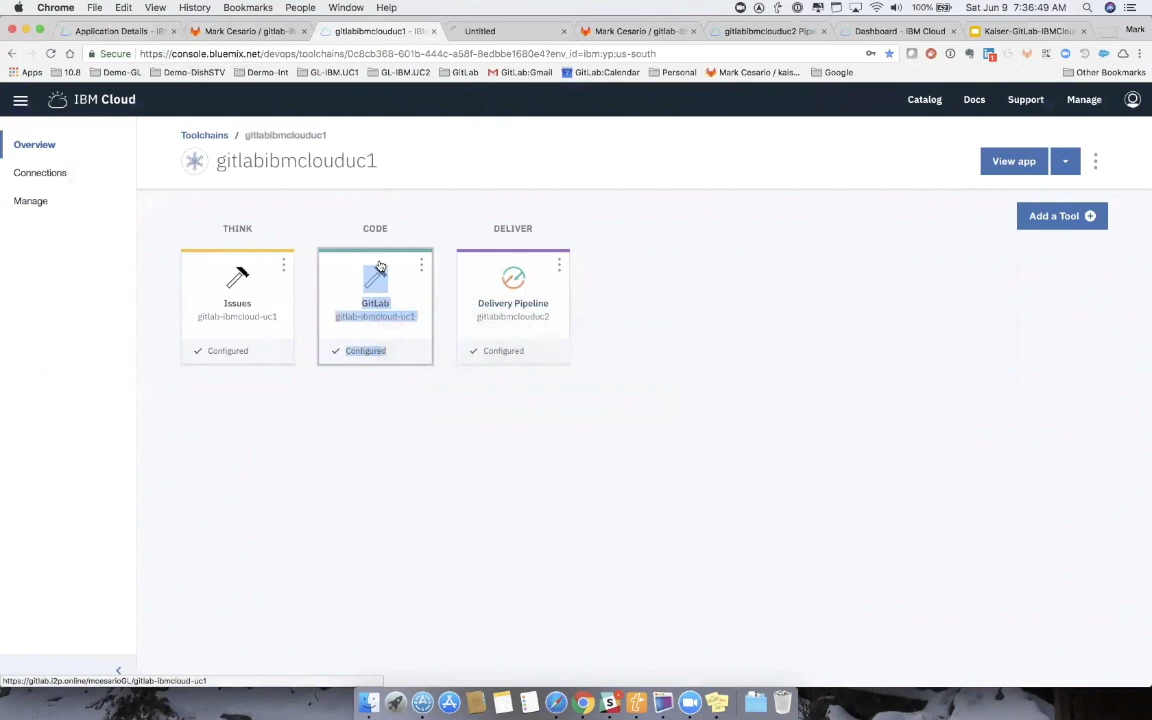 Chrome File Edit View History Bookmarks People Window Help 100% Sat Jun 9 7:36:49 AM
Application Details - IB
Mark Cesario / gitlab-ib
gitlabibmclouduc1 - IBM
Untitled
Mark Cesario / gitlab-ib
gitlabibmclouduc2 Pipe
Dashboard - IBM Cloud
Kaiser-GitLab-IBMClou
Mark
Secure https://console.bluemix.net/devops/toolchains/0c8cb368-601b-444c-a58f-8edbbe1680e4?env_id=ibm:yp:us-south
Apps 10.8 Demo-GL Demo-DishSTV Dermo-Int GL-IBM.UC1 GL-IBM.UC2 GitLab GitLab:Gmail GitLab:Calendar Personal Mark Cesario / kais... Google Other Bookmarks
IBM Cloud
Catalog Docs Support Manage
Overview
Connections
Manage
Toolchains / gitlabibmclouduc1
gitlabibmclouduc1
View app
Add a Tool
THINK CODE DELIVER
Issues
gitlab-ibmcloud-uc1
Configured
GitLab
gitlab-ibmcloud-uc1
Configured
Delivery Pipeline
gitlabibmclouduc2
Configured
https://gitlab.i2p.online/mcesarioGL/gitlab-ibmcloud-uc1